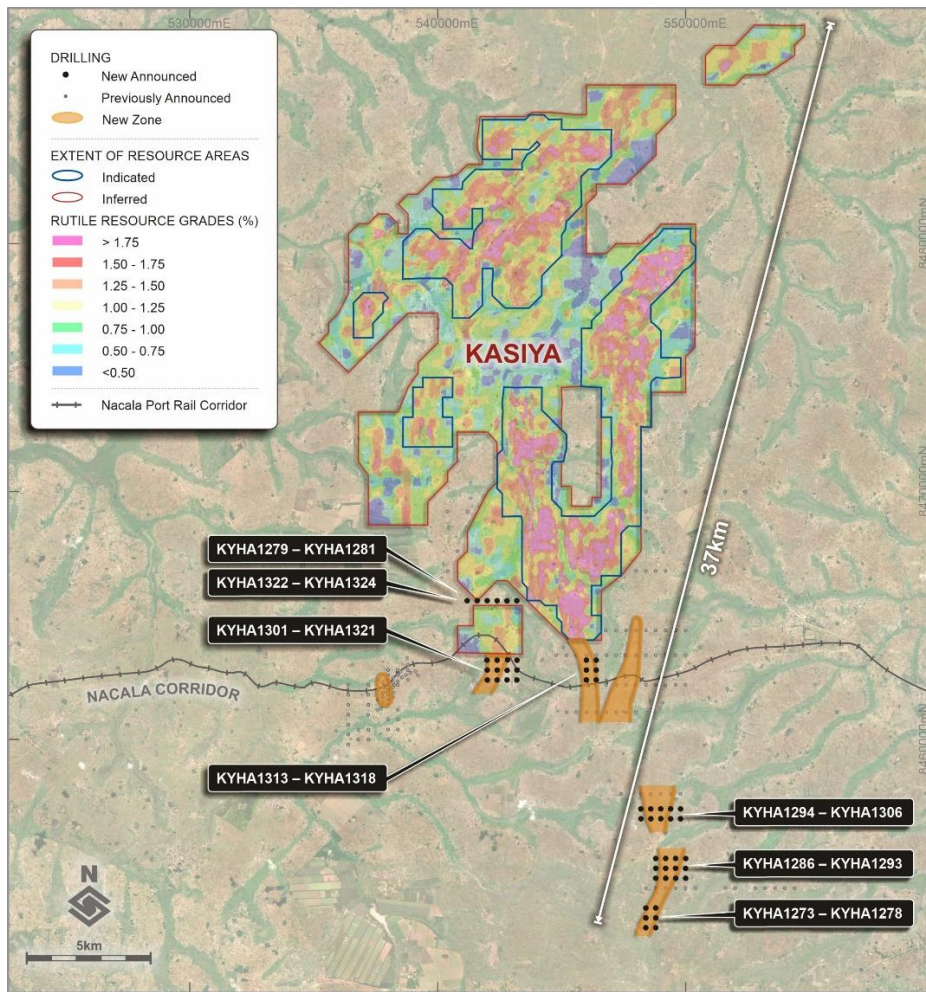 530000mE
540000mE
550000mE
DRILLING
New Announced
Previously Announced
New Zone
EXTENT OF RESOURCE AREAS
Indicated
Inferred
RUTILE RESOURCE GRADES (%)
> 1.75
1.50 - 1.75
1.25 - 1.50
1.00 - 1.25
0.75 - 1.00
0.50 - 0.75
<0.50
Nacala Port Rail Corridor
8480000mN
KASIYA
8470000mN
37km
KYHA1279 – KYHA1281
KYHA1322 – KYHA1324
KYHA1301 – KYHA1321
NACALA CORRIDOR
8460000mN
KYHA1313 – KYHA1318
KYHA1294 – KYHA1306
KYHA1286 – KYHA1293
KYHA1273 – KYHA1278
N
5km